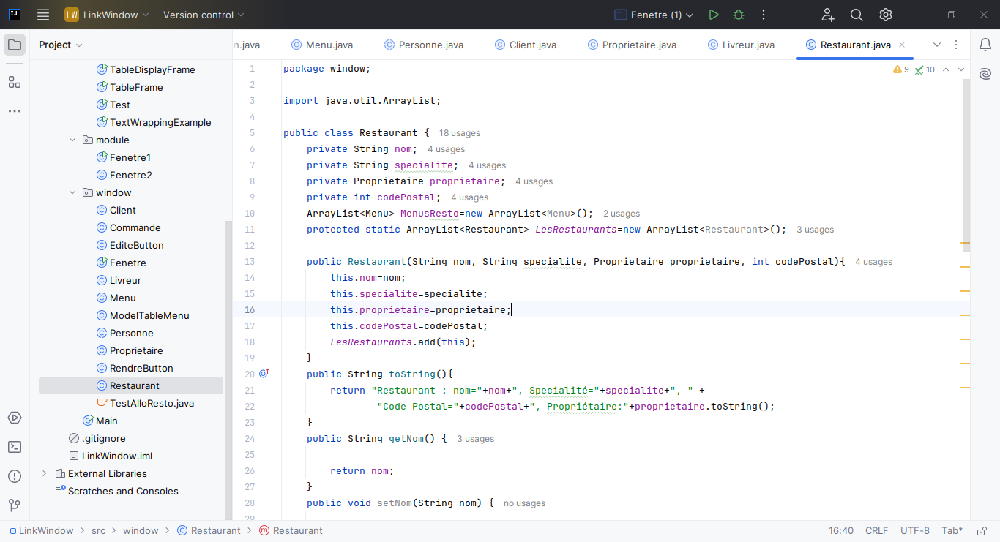 LW LinkWindow Version control Fenetre (1)
Project
n.java Menu.java Personne.java Client.java Proprietaire.java Livreur.java Restaurant.java
TableDisplayFrame
TableFrame
Test
TextWrappingExample
module
Fenetre1
Fenetre2
window
Client
Commande
EditeButton
Fenetre
Livreur
Menu
ModelTableMenu
Personne
Proprietaire
RendreButton
Restaurant
TestAlloResto.java
Main
.gitignore
LinkWindow.iml
External Libraries
Scratches and Consoles
9 10
1 package window;
2
3 import java.util.ArrayList;
4
5 public class Restaurant { 18 usages
6 private String nom; 4 usages
7 private String specialite; 4 usages
8 private Proprietaire proprietaire; 4 usages
9 private int codePostal; 4 usages
10 ArrayList<Menu> MenusResto=new ArrayList<Menu>(); 2 usages
11 protected static ArrayList<Restaurant> LesRestaurants=new ArrayList<Restaurant>(); 3 usages
12
13 public Restaurant(String nom, String specialite, Proprietaire proprietaire, int codePostal){ 4 usages
14 this.nom=nom;
15 this.specialite=specialite;
16 this.proprietaire=proprietaire;
17 this.codePostal=codePostal;
18 LesRestaurants.add(this);
19 }
20 public String toString(){
21 return "Restaurant : nom="+nom+", Specialité="+specialite+", " +
22 "Code Postal="+codePostal+", Propriétaire:"+proprietaire.toString();
23 }
24 public String getNom() { 3 usages
25
26 return nom;
27 }
28 public void setNom(String nom) { no usages
29
LinkWindow > src > window > Restaurant > Restaurant 16:40 CRLF UTF-8 Tab*